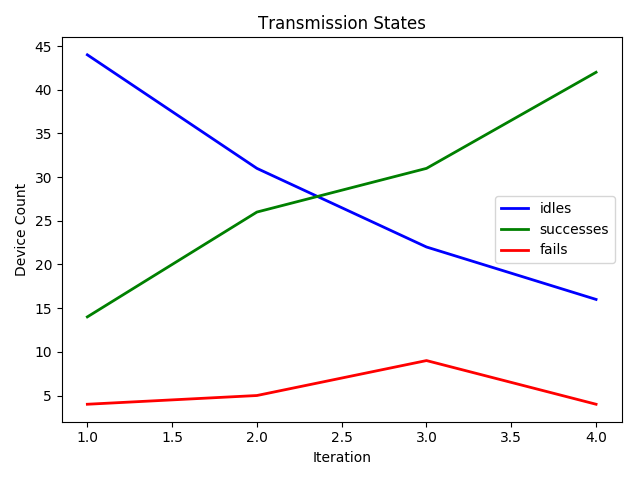 Transmission States
Device Count
45
40
35
30
25
20
15
10
5
idles
successes
fails
1.0 1.5 2.0 2.5 3.0 3.5 4.0
Iteration